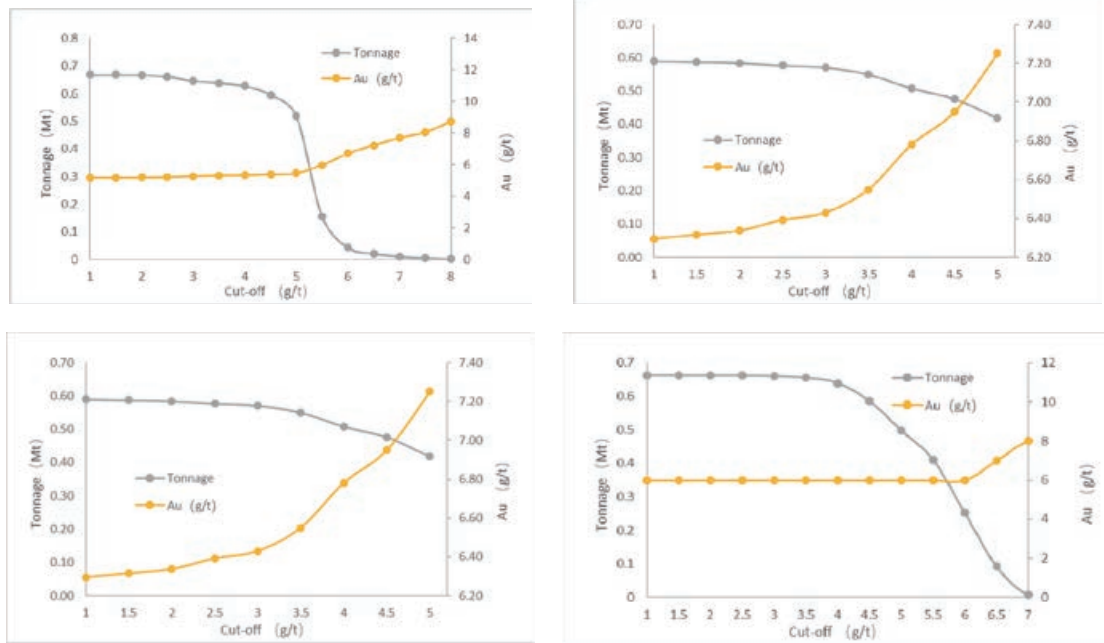 0.8
0.7
0.6
0.5
0.4
0.3
0.2
0.1
0
Tonnage (Mt)
14
12
10
8
6
4
2
0
Au (g/t)
Tonnage
Au (g/t)
1 2 3 4 5 6 7 8
Cut-off (g/t)
0.70
0.60
0.50
0.40
0.30
0.20
0.10
0.00
Tonnage (Mt)
7.40
7.20
7.00
6.80
6.60
6.40
6.20
Au (g/t)
Tonnage
Au (g/t)
1 1.5 2 2.5 3 3.5 4 4.5 5
Cut-off (g/t)
0.70
0.60
0.50
0.40
0.30
0.20
0.10
0.00
Tonnage (Mt)
7.40
7.20
7.00
6.80
6.60
6.40
6.20
Au (g/t)
Tonnage
Au (g/t)
1 1.5 2 2.5 3 3.5 4 4.5 5
Cut-off (g/t)
0.7
0.6
0.5
0.4
0.3
0.2
0.1
0
Tonnage (Mt)
12
10
8
6
4
2
0
Au (g/t)
Tonnage
Au (g/t)
1 1.5 2 2.5 3 3.5 4 4.5 5 5.5 6 6.5 7
Cut-off (g/t)